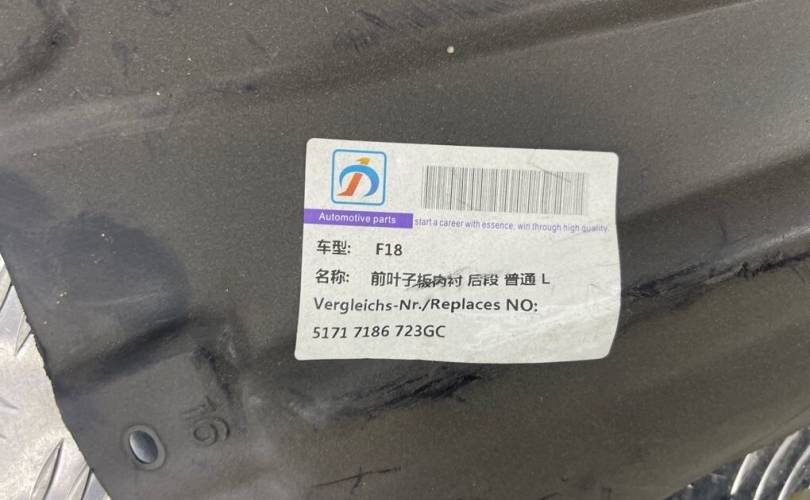 Automotive parts
start a career with essence; win through high quality.
车型: F18
名称: 前叶子板内衬 后段 普通 L
Vergleichs-Nr./Replaces NO:
5171 7186 723GC
16